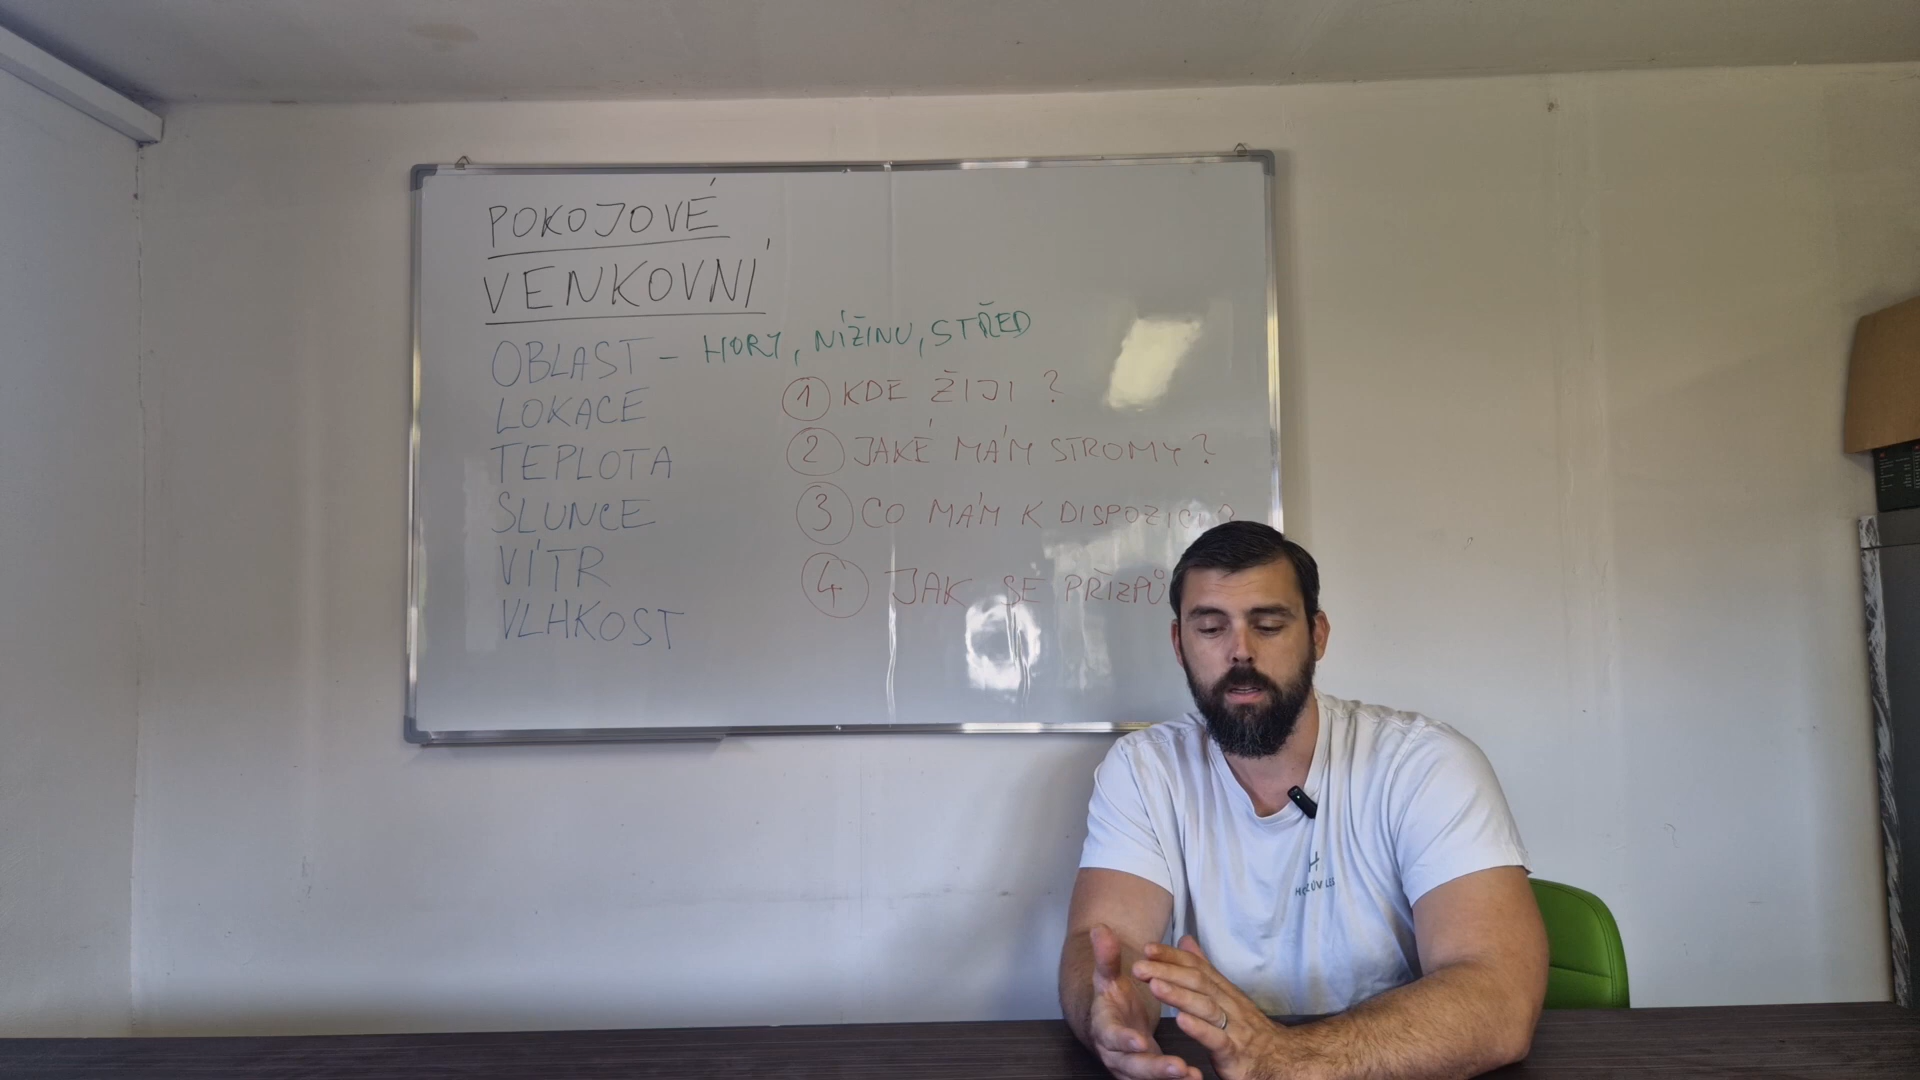 POKOJOVÉ
VENKOVNÍ
OBLAST – HORY, NÍŽINU, STŘED
LOKACE
TEPLOTA
SLUNCE
VÍTR
VLHKOST
1 KDE ŽIJI ?
2 JAKÉ MÁM STROMY ?
3 CO MÁM K DISPOZICI ?
4 JAK SE